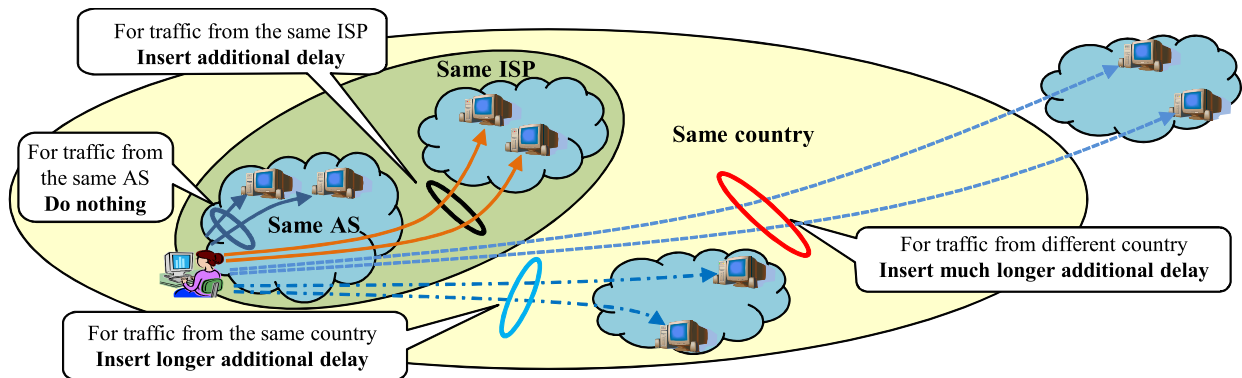 For traffic from the same ISP
Insert additional delay
Same ISP
Same country
For traffic from
the same AS
Do nothing
Same AS
For traffic from different country
Insert much longer additional delay
For traffic from the same country
Insert longer additional delay